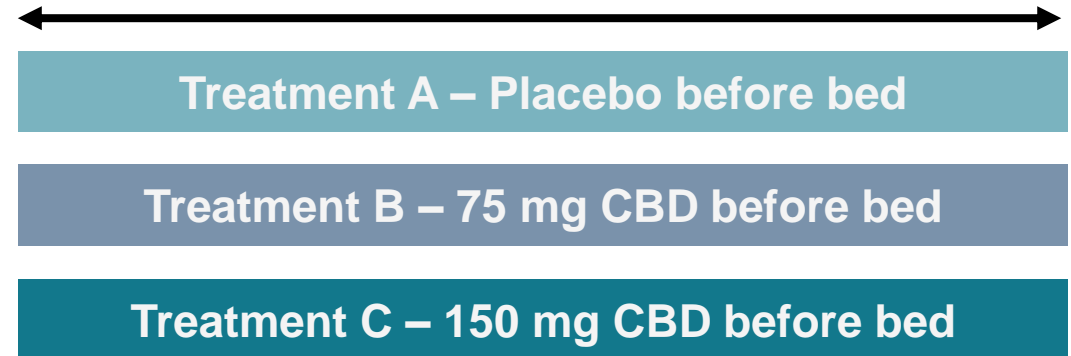 Treatment A – Placebo before bed
Treatment B – 75 mg CBD before bed
Treatment C – 150 mg CBD before bed